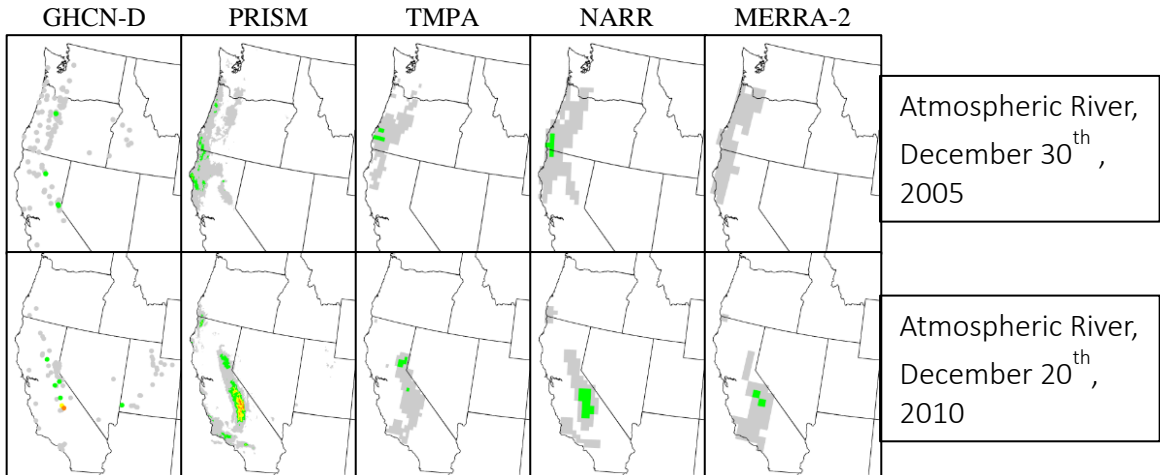 GHCN-D PRISM TMPA NARR MERRA-2
Atmospheric River,
December 30th ,
2005
Atmospheric River,
December 20th,
2010